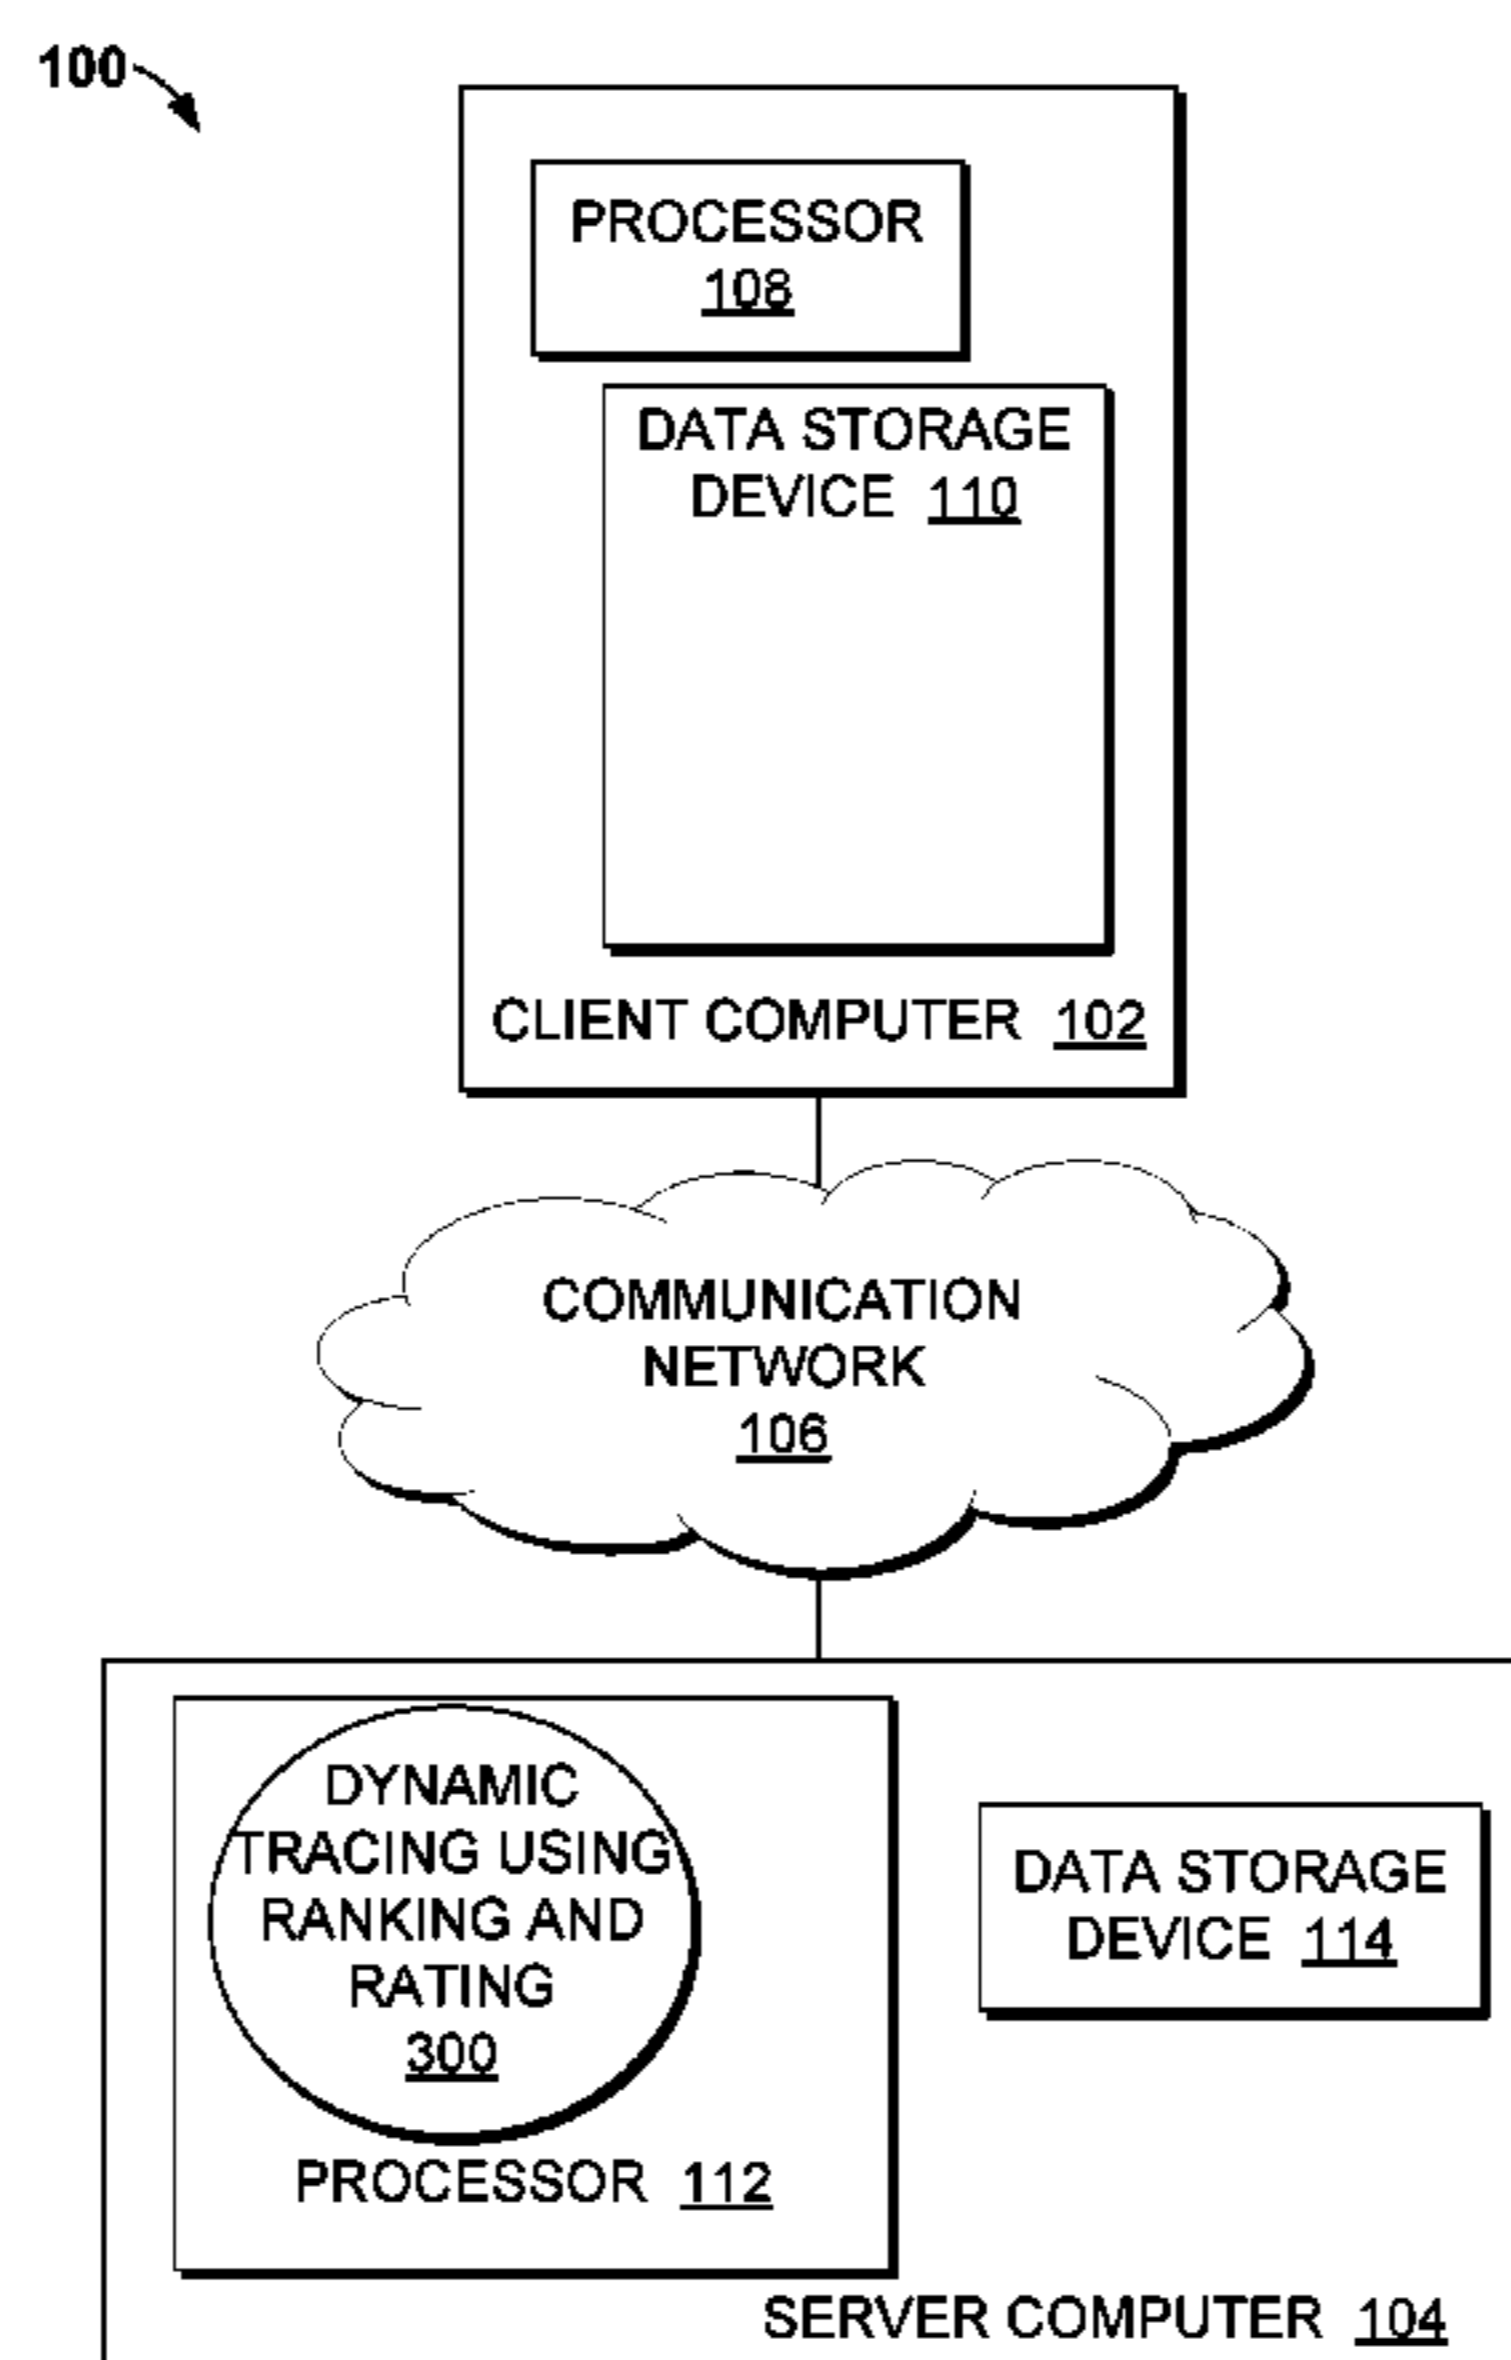 100
PROCESSOR
108
DATA STORAGE
DEVICE 110
CLIENT COMPUTER 102
COMMUNICATION
NETWORK
106
DYNAMIC
TRACING USING
RANKING AND
RATING
300
PROCESSOR 112
DATA STORAGE
DEVICE 114
SERVER COMPUTER 104